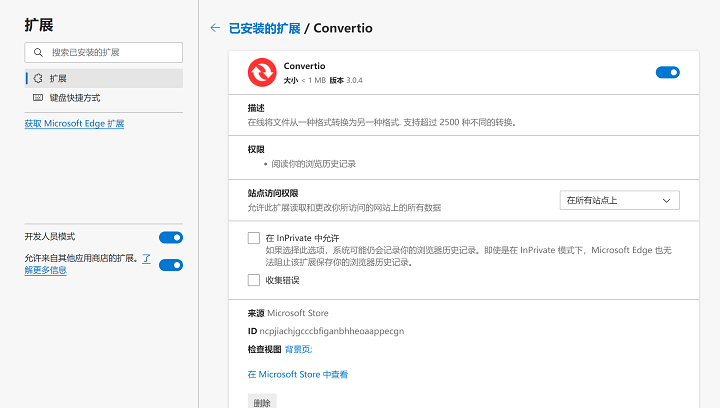 扩展
搜索已安装的扩展
扩展
键盘快捷方式
获取 Microsoft Edge 扩展
开发人员模式
允许来自其他应用商店的扩展。了
解更多信息
已安装的扩展 / Convertio
Convertio
大小 < 1 MB 版本 3.0.4
描述
在线将文件从一种格式转换为另一种格式. 支持超过 2500 种不同的转换。
权限
• 阅读你的浏览历史记录
站点访问权限
允许此扩展读取和更改你所访问的网站上的所有数据
在所有站点上
在 InPrivate 中允许
如果选择此选项，系统可能仍会记录你的浏览器历史记录。即使是在 InPrivate 模式下，Microsoft Edge 也无
法阻止该扩展保存你的浏览器历史记录。
收集错误
来源 Microsoft Store
ID ncpjiachjgcccbfiganbhheoaappecgn
检查视图 背景页;
在 Microsoft Store 中查看
删除